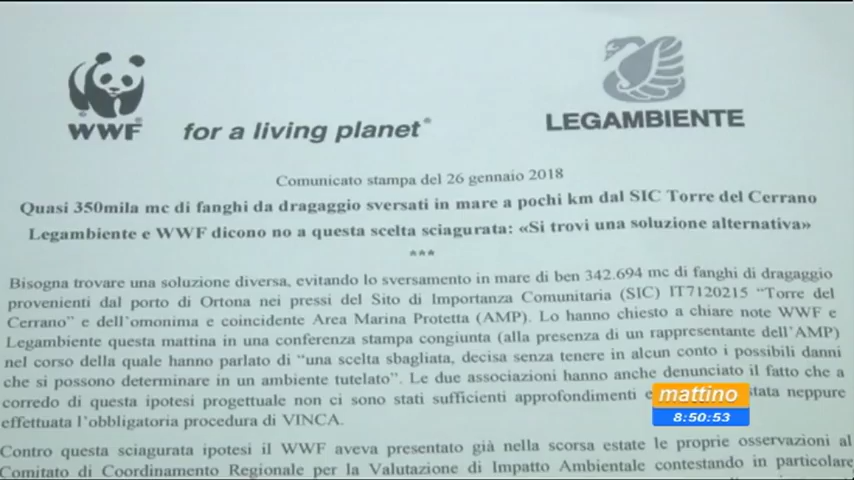 WWF
for a living planet®
LEGAMBIENTE
Comunicato stampa del 26 gennaio 2018
Quasi 350mila mc di fanghi da dragaggio sversati in mare a pochi km dal SIC Torre del Cerrano
Legambiente e WWF dicono no a questa scelta sciagurata: «Si trovi una soluzione alternativa»
***
Bisogna trovare una soluzione diversa, evitando lo sversamento in mare di ben 342.694 mc di fanghi di dragaggio
provenienti dal porto di Ortona nei pressi del Sito di Importanza Comunitaria (SIC) IT7120215 “Torre del
Cerrano” e dell’omonima e coincidente Area Marina Protetta (AMP). Lo hanno chiesto a chiare note WWF e
Legambiente questa mattina in una conferenza stampa congiunta (alla presenza di un rappresentante dell’AMP)
nel corso della quale hanno parlato di “una scelta sbagliata, decisa senza tenere in alcun conto i possibili danni
che si possono determinare in un ambiente tutelato”. Le due associazioni hanno anche denunciato il fatto che a
corredo di questa ipotesi progettuale non ci sono stati sufficienti approfondimenti e stata neppure
effettuata l’obbligatoria procedura di VINCA.
Contro questa sciagurata ipotesi il WWF aveva presentato già nella scorsa estate le proprie osservazioni al
Comitato di Coordinamento Regionale per la Valutazione di Impatto Ambientale contestando in particolare
mattino
8:50:53